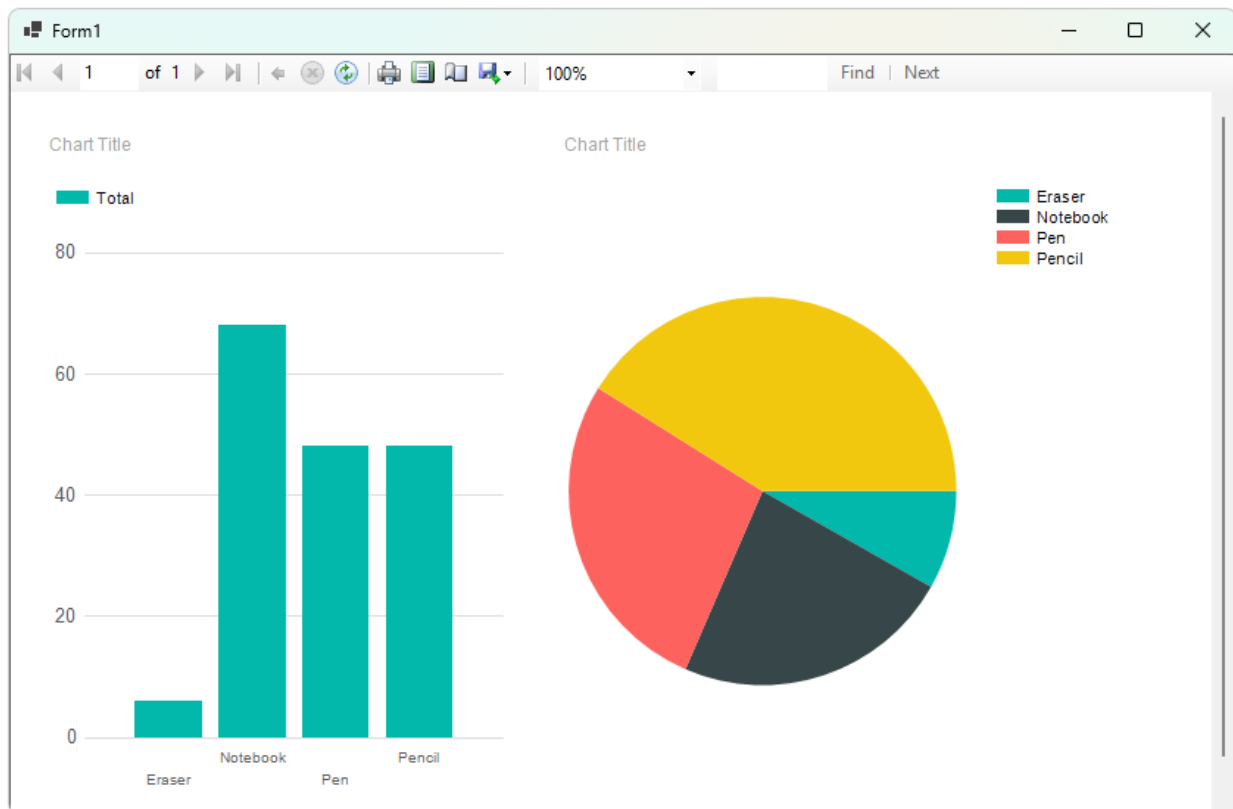 Form1
1 of 1 100% Find Next
Chart Title
Total
80
60
40
20
0
Eraser
Notebook
Pen
Pencil
Chart Title
Eraser
Notebook
Pen
Pencil